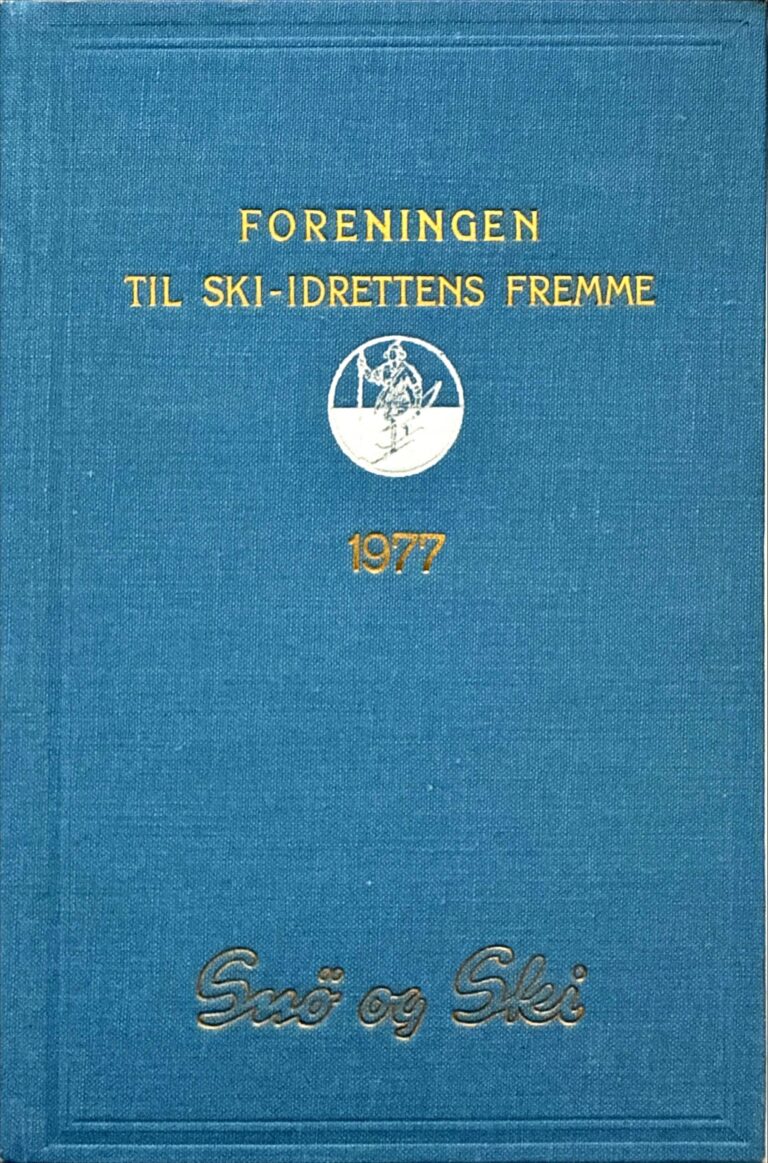 FORENINGEN
TIL SKI-IDRETTENS FREMME
1977
Snö og Ski